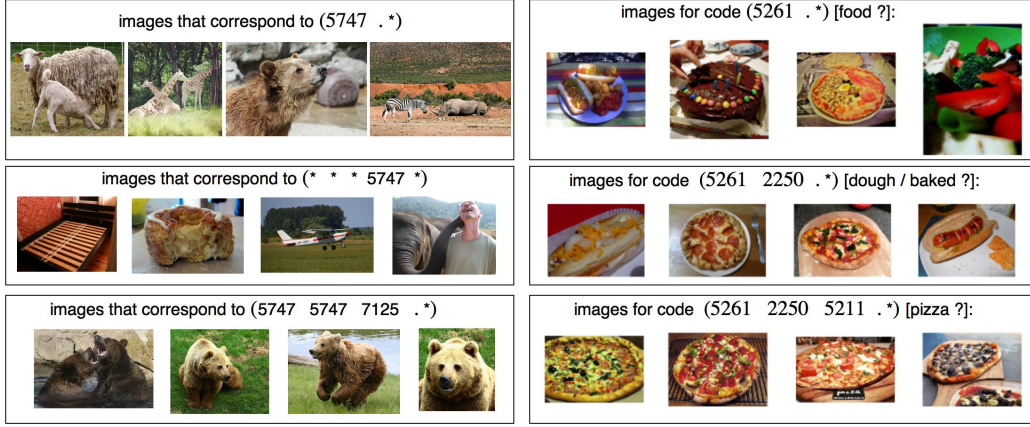 images that correspond to (5747 . *)
images that correspond to (* * * 5747 *)
images that correspond to (5747 5747 7125 . *)
images for code (5261 . *) [food ?]:
images for code (5261 2250 . *) [dough / baked ?]:
images for code (5261 2250 5211 . *) [pizza ?]: